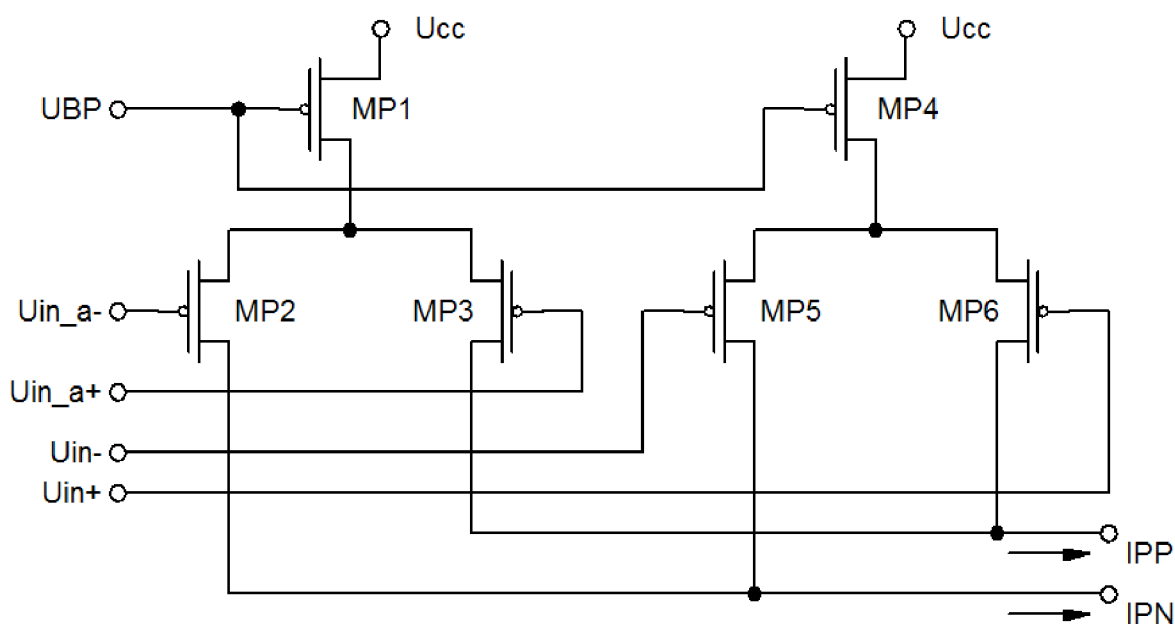 Ucc
Ucc
UBP
MP1
MP4
Uin_a-
MP2
MP3
MP5
MP6
Uin_a+
Uin-
Uin+
IPP
IPN